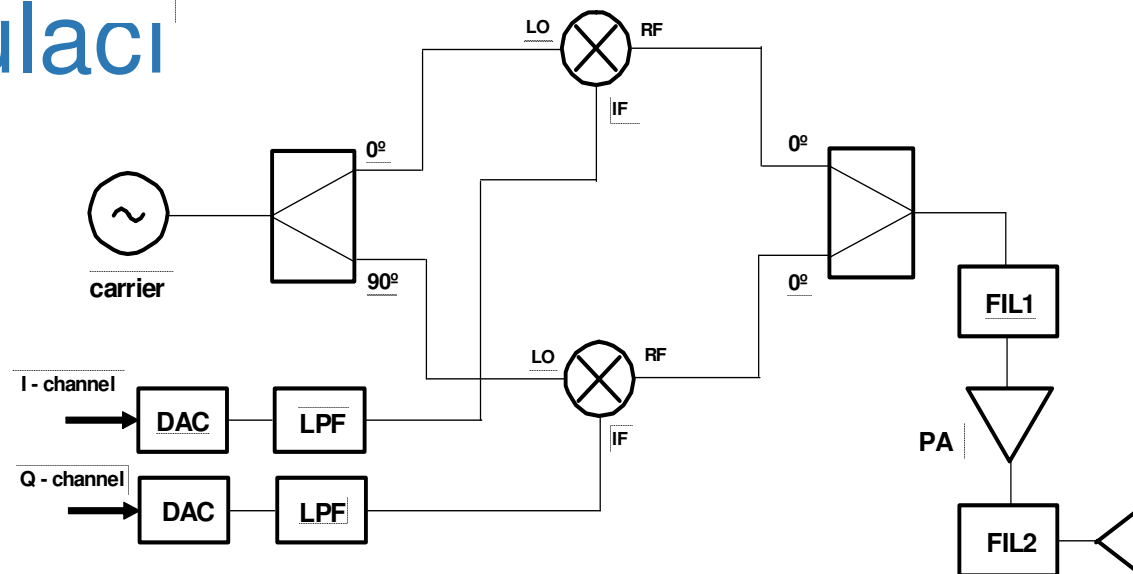 ulaci
LO
RF
IF
0º
0º
carrier
90º
0º
FIL1
LO
RF
I - channel
DAC
LPF
IF
PA
Q - channel
DAC
LPF
FIL2